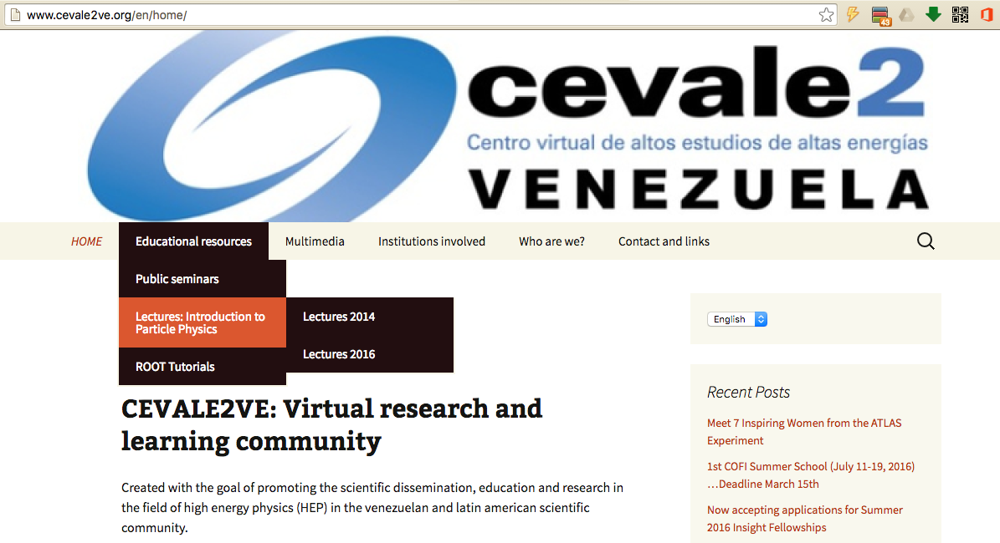 www.cevale2ve.org/en/home/
43
cevale2
Centro virtual de altos estudios de altas energías
VENEZUELA
HOME
Educational resources
Multimedia
Institutions involved
Who are we?
Contact and links
Public seminars
Lectures: Introduction to
Particle Physics
Lectures 2014
Lectures 2016
ROOT Tutorials
English
CEVALE2VE: Virtual research and
learning community
Created with the goal of promoting the scientific dissemination, education and research in
the field of high energy physics (HEP) in the venezuelan and latin american scientific
community.
Recent Posts
Meet 7 Inspiring Women from the ATLAS
Experiment
1st COFI Summer School (July 11-19, 2016)
…Deadline March 15th
Now accepting applications for Summer
2016 Insight Fellowships